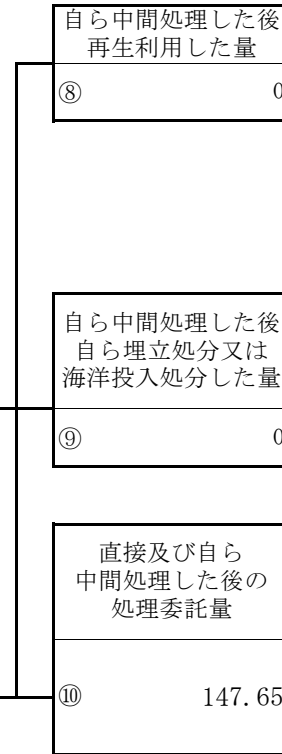 自ら中間処理した後
再生利用した量
⑧ 0
自ら中間処理した後
自ら埋立処分又は
海洋投入処分した量
⑨ 0
直接及び自ら
中間処理した後の
処理委託量
⑩ 147.65